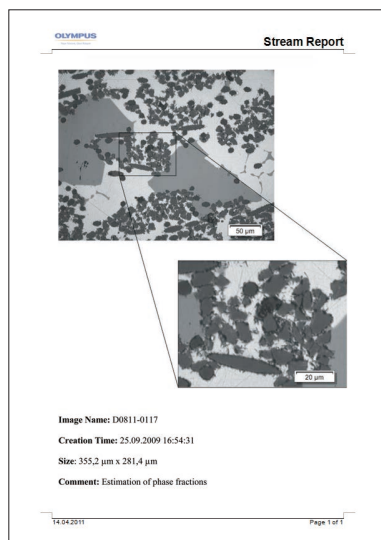 OLYMPUS
Stream Report
50 µm
20 µm
Image Name: D0811-0117
Creation Time: 25.09.2009 16:54:31
Size: 355,2 µm x 281,4 µm
Comment: Estimation of phase fractions
14.04.2011 Page 1 of 1